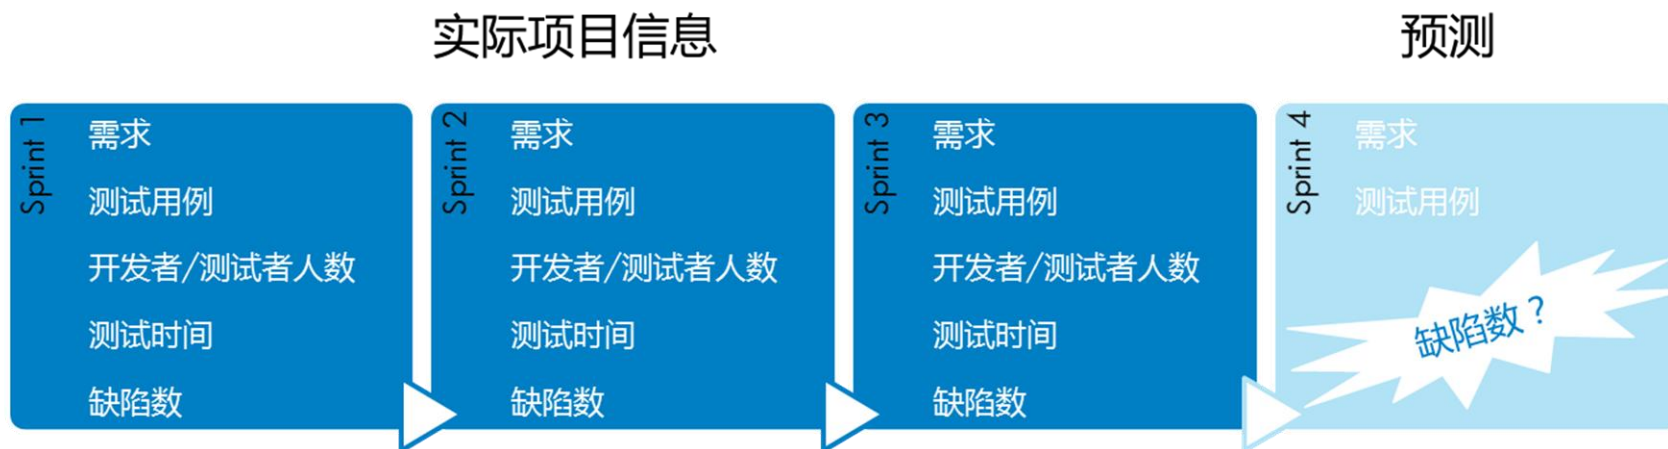 实际项目信息
预测
Sprint 1
需求
测试用例
开发者/测试者人数
测试时间
缺陷数
Sprint 2
需求
测试用例
开发者/测试者人数
测试时间
缺陷数
Sprint 3
需求
测试用例
开发者/测试者人数
测试时间
缺陷数
Sprint 4
需求
测试用例
缺陷数？